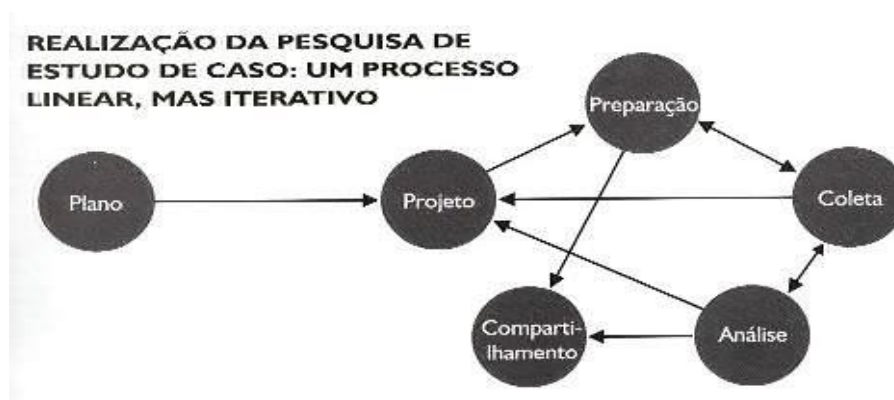 REALIZAÇÃO DA PESQUISA DE
ESTUDO DE CASO: UM PROCESSO
LINEAR, MAS ITERATIVO
Preparação
Plano
Projeto
Coleta
Comparti-
lhamento
Análise